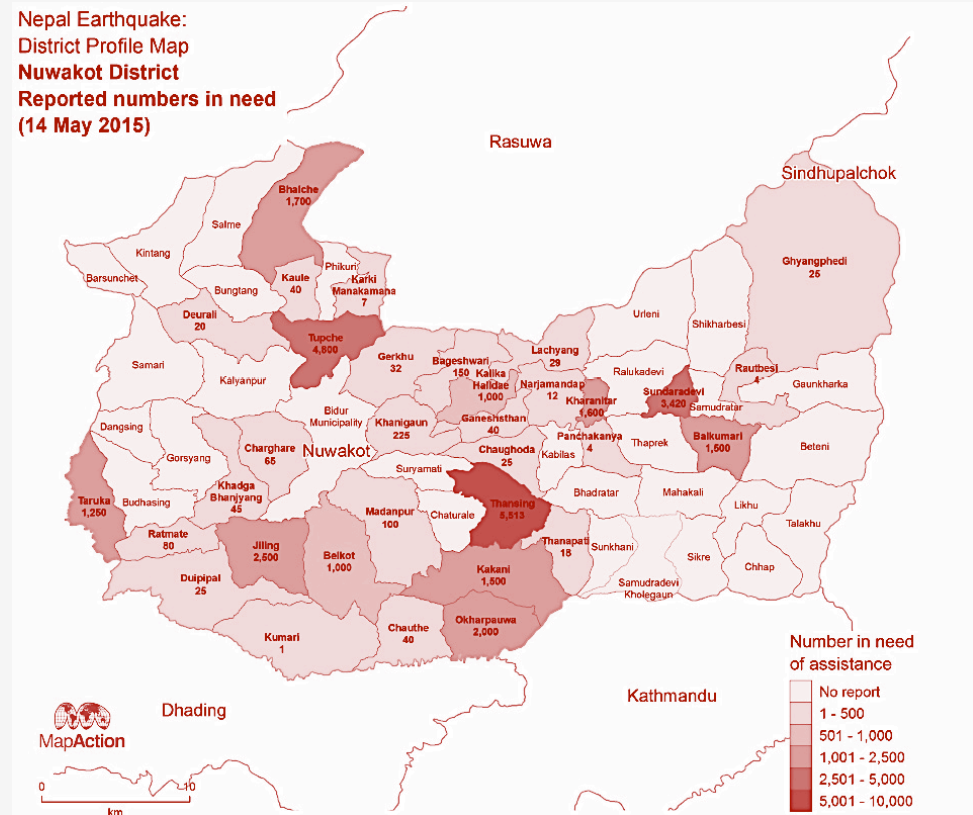 Nepal Earthquake:
District Profile Map
Nuwakot District
Reported numbers in need
(14 May 2015)
Rasuwa
Sindhupalchok
Bhalche
1,700
Salme
Kintang
Barsunchet
Bungtang
Kaule
40
Phikuri
Karki
Manakamana
7
Ghyangphedi
25
Deurali
20
Tupche
4,800
Urleni
Shikharbesi
Samari
Kalyanpur
Gerkhu
32
Bageshwari
150
Kalika
Halidae
1,000
Lachyang
29
Narjamandap
12
Kharanitar
1,600
Ralukadevi
Sundaradevi
3,420
Samudratar
Rautbesi
4
Gaunkharka
Dangsing
Gorsyang
Bidur
Municipality
Nuwakot
Khanigaun
225
Ganeshsthan
40
Charghare
65
Chaughoda
25
Kabilas
Panchakanya
4
Thaprek
Balkumari
1,500
Beteni
Suryamati
Taruka
1,250
Budhasing
Khadga
Bhanjyang
45
Madanpur
100
Chaturale
Thansing
5,513
Bhadratar
Mahakali
Likhu
Talakhu
Ratmate
80
Jiling
2,500
Belkot
1,000
Thanapati
18
Sunkhani
Sikre
Chhap
Duipipal
25
Kakani
1,500
Samudradevi
Kholegaun
Kumari
1
Chauthe
40
Okharpauwa
2,000
Dhading
Kathmandu
Number in need
of assistance
No report
1 - 500
501 - 1,000
1,001 - 2,500
2,501 - 5,000
5,001 - 10,000
MapAction
0 10
km